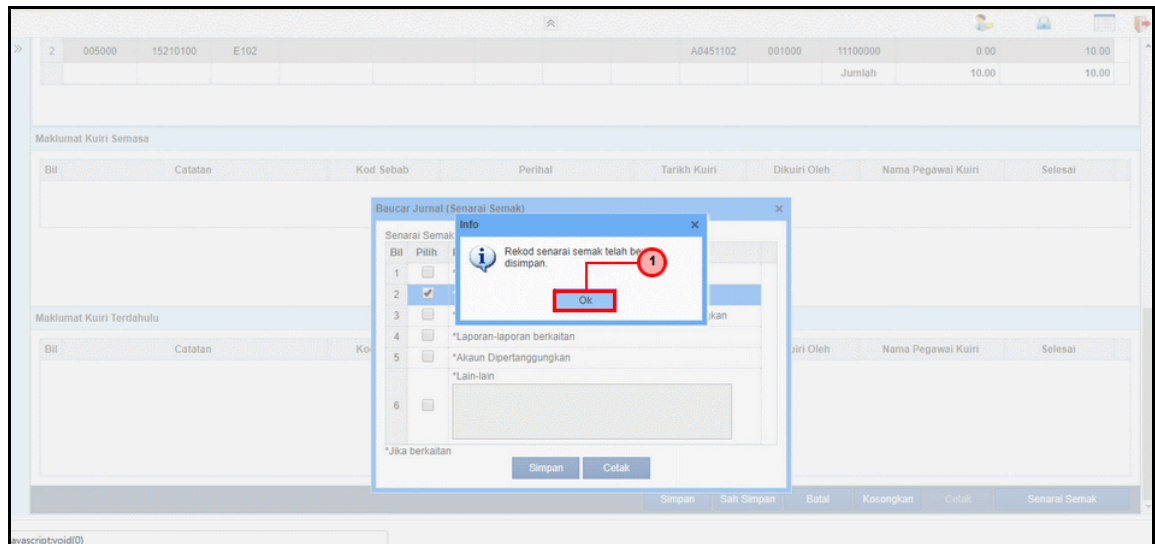 2 005000 15210100 E102 A0451102 001000 11100000 0.00 10.00
Jumlah 10.00 10.00
Maklumat Kuiri Semasa
Bil Catatan Kod Sebab Perihal Tarikh Kuiri Dikuiri Oleh Nama Pegawai Kuiri Selesai
Baucar Jurnal (Senarai Semak)
Info
Senarai Semak
Bil Pilih
Rekod senarai semak telah
disimpan.
1
Ok
1
2
3
4 *Laporan-laporan berkaitan
5 *Akaun Dipertanggungkan
6 *Lain-lain
*Jika berkaitan
Simpan Cetak
Maklumat Kuiri Terdahulu
Bil Catatan Oleh Nama Pegawai Kuiri Selesai
Simpan Sah Simpan Batal Kosongkan Cetak Senarai Semak
avascript:void(0)